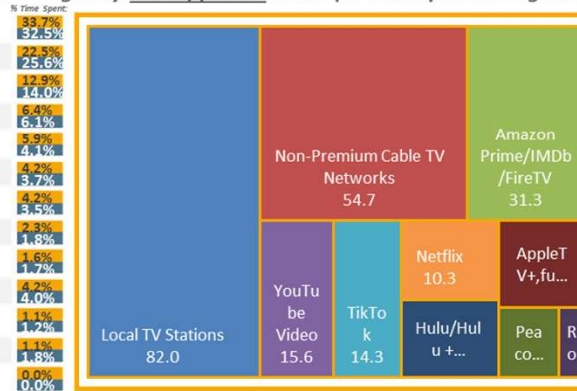 % Time Spent:
33.7%
32.5%
22.5%
25.6%
12.9%
14.0%
6.4%
6.1%
5.9%
4.1%
4.2%
3.7%
4.2%
3.5%
2.3%
1.8%
1.6%
1.7%
4.2%
4.0%
1.1%
1.2%
1.1%
1.8%
0.0%
0.0%
Local TV Stations
82.0
Non-Premium Cable TV
Networks
54.7
Amazon
Prime/IMDb
/FireTV
31.3
YouTu
be
Video
15.6
TikTo
k
14.3
Netflix
10.3
Hulu/Hul
u +...
AppleT
V+,fu...
Pea
co...
R
o